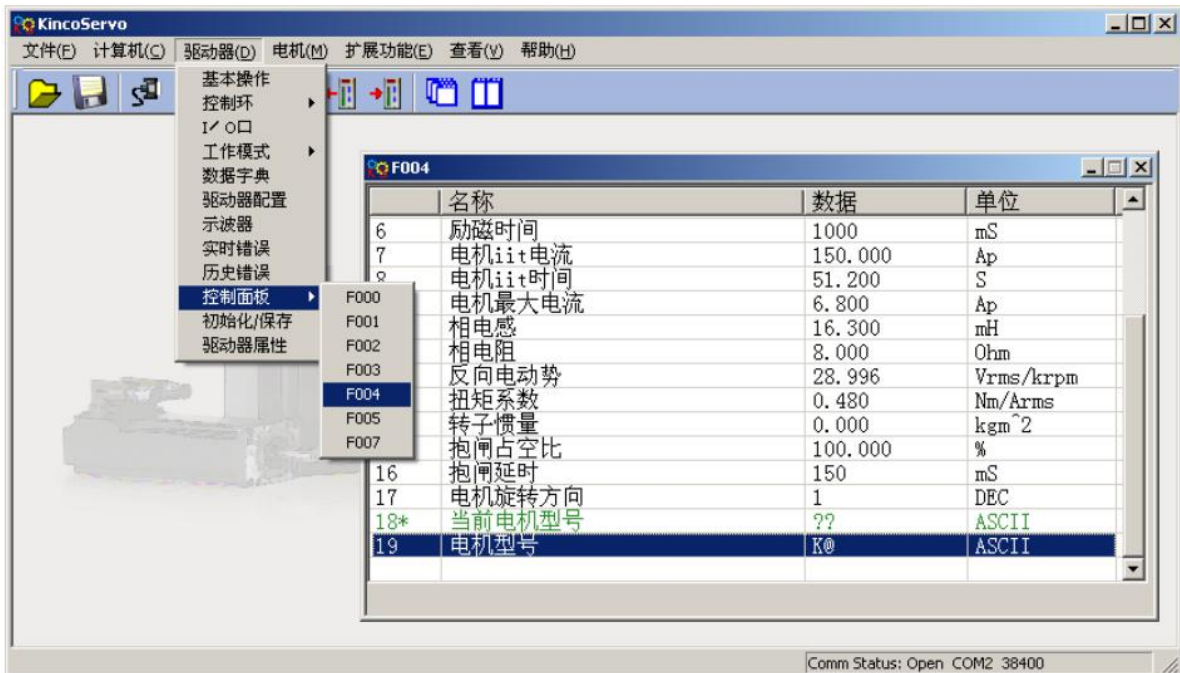 KincoServo
文件(F) 计算机(C) 驱动器(D) 电机(M) 扩展功能(E) 查看(V) 帮助(H)
基本操作
控制环
I/O口
工作模式
数据字典
驱动器配置
示波器
实时错误
历史错误
控制面板
初始化/保存
驱动器属性
F000
F001
F002
F003
F004
F005
F007
F004
名称 数据 单位
6 励磁时间 1000 mS
7 电机iit电流 150.000 Ap
8 电机iit时间 51.200 S
电机最大电流 6.800 Ap
相电感 16.300 mH
相电阻 8.000 Ohm
反向电动势 28.996 Vrms/krpm
扭矩系数 0.480 Nm/Arms
转子惯量 0.000 kgm^2
抱闸占空比 100.000 %
16 抱闸延时 150 mS
17 电机旋转方向 1 DEC
18* 当前电机型号 ?? ASCII
19 电机型号 K@ ASCII
Comm Status: Open COM2 38400